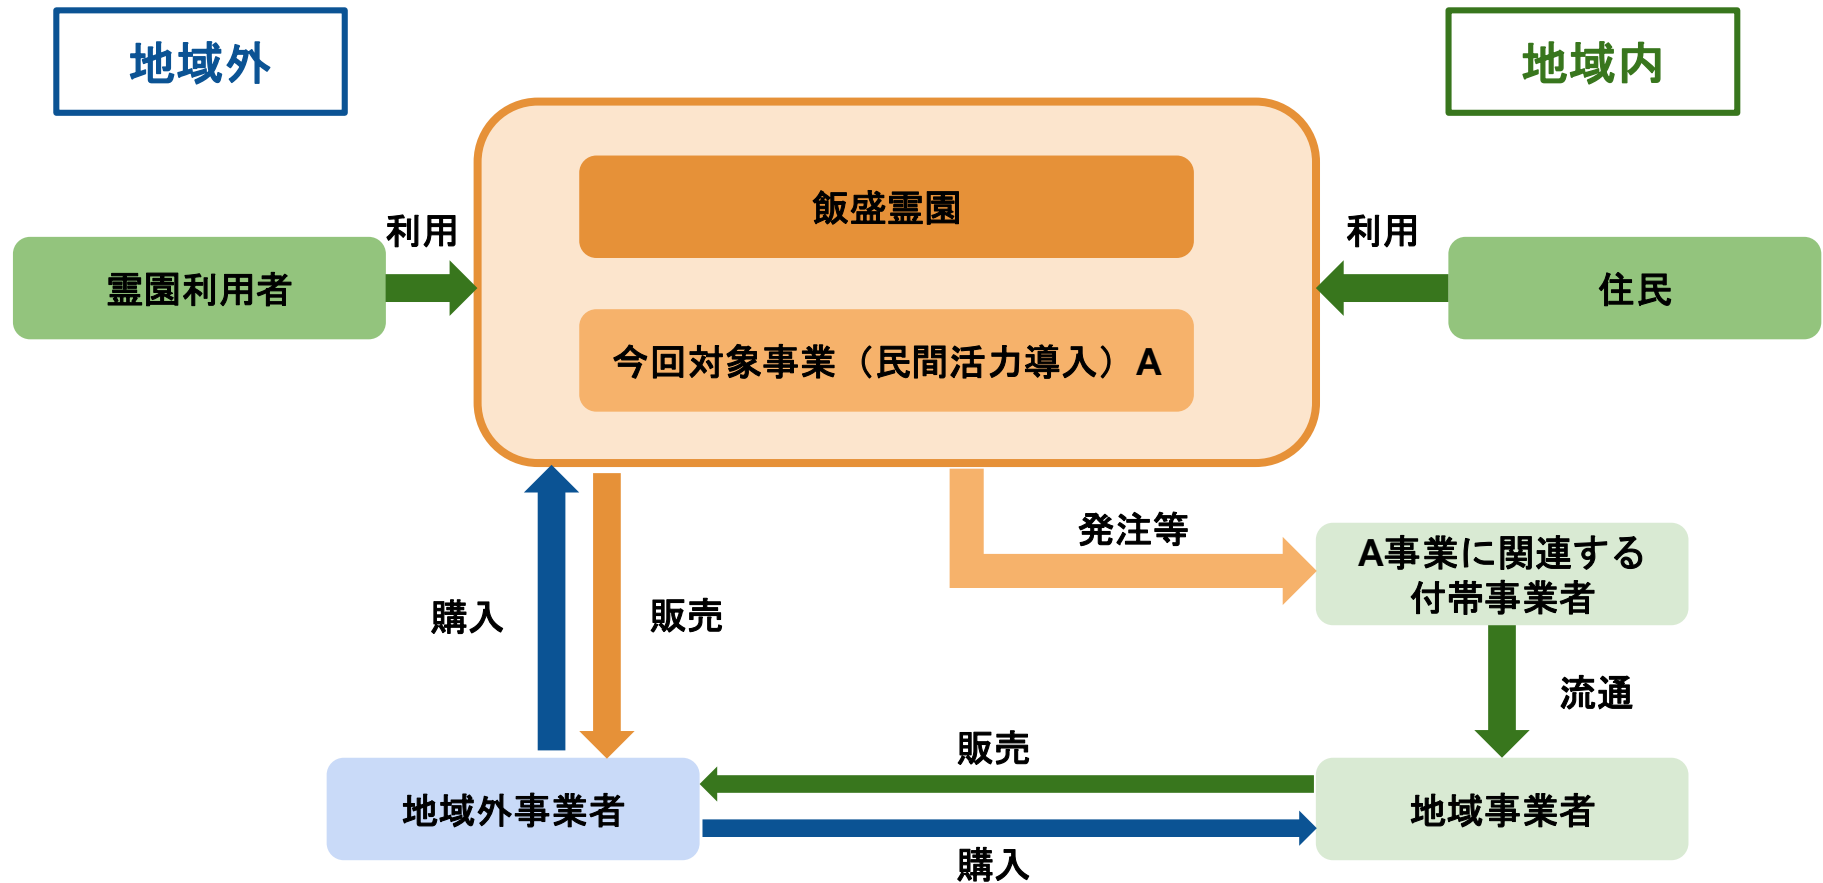 地域外
地域内
飯盛霊園
利用
利用
霊園利用者
住民
今回対象事業（民間活力導入）A
発注等
A事業に関連する
付帯事業者
購入
販売
流通
販売
地域外事業者
地域事業者
購入